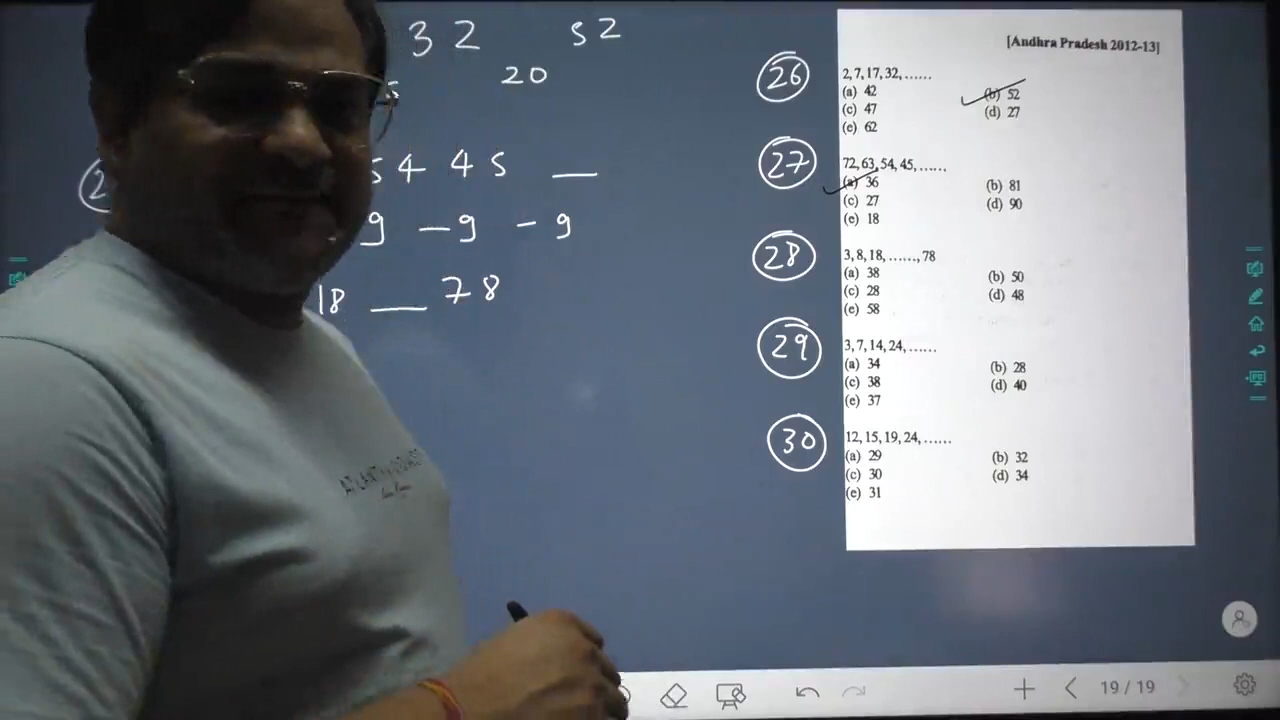 32 52
20
54 45 __
9 -9 -9
18 __ 78
[Andhra Pradesh 2012-13]
26
2, 7, 17, 32, ......
(a) 42 (b) 52
(c) 47 (d) 27
(e) 62
27
72, 63, 54, 45, ......
(a) 36 (b) 81
(c) 27 (d) 90
(e) 18
28
3, 8, 18, ......, 78
(a) 38 (b) 50
(c) 28 (d) 48
(e) 58
29
3, 7, 14, 24, ......
(a) 34 (b) 28
(c) 38 (d) 40
(e) 37
30
12, 15, 19, 24, ......
(a) 29 (b) 32
(c) 30 (d) 34
(e) 31
19 / 19